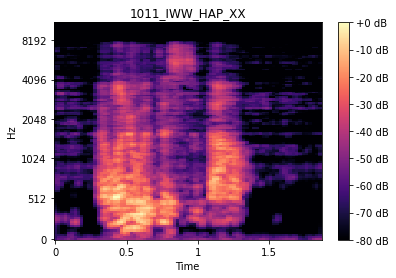 1011_IWW_HAP_XX
+0 dB
8192
-10 dB
4096
-20 dB
-30 dB
2048
Hz
-40 dB
1024
-50 dB
512
-60 dB
-70 dB
0
-80 dB
0 0.5 1 1.5
Time